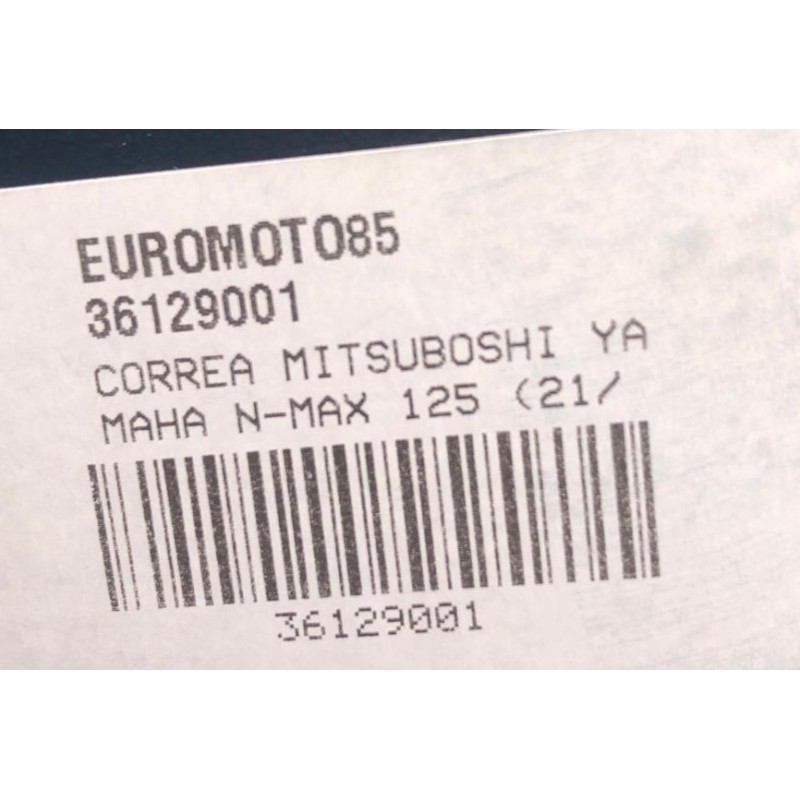 EUROMOTO85
36129001
CORREA MITSUBOSHI YA
MAHA N-MAX 125 (21/
36129001